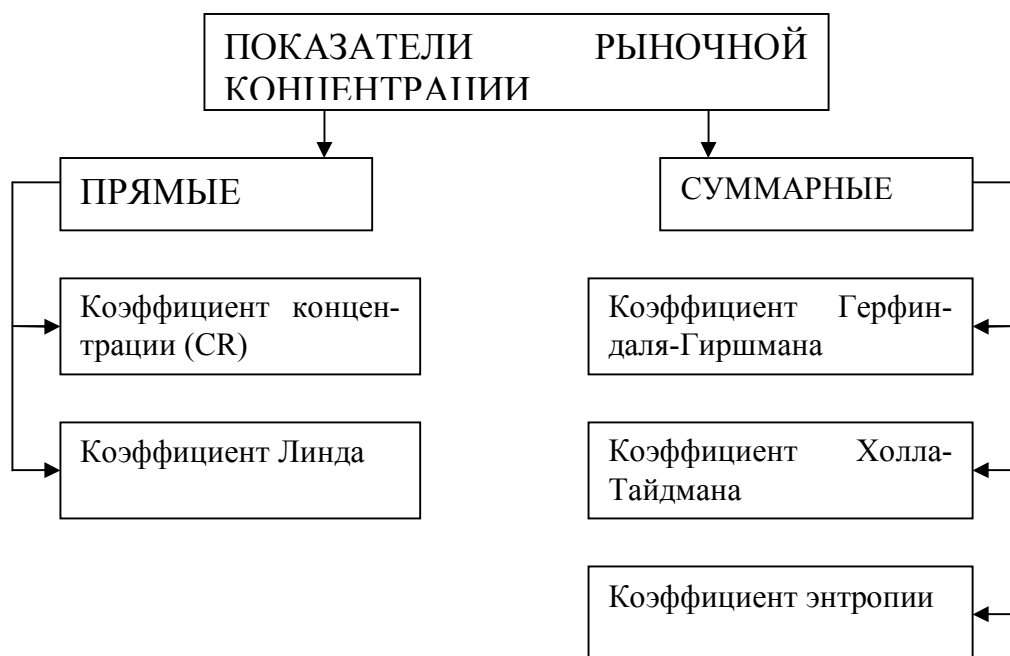 ПОКАЗАТЕЛИ РЫНОЧНОЙ
КОНЦЕНТРАЦИИ
ПРЯМЫЕ
СУММАРНЫЕ
Коэффициент концен-
трации (CR)
Коэффициент Герфин-
даля-Гиршмана
Коэффициент Линда
Коэффициент Холла-
Тайдмана
Коэффициент энтропии